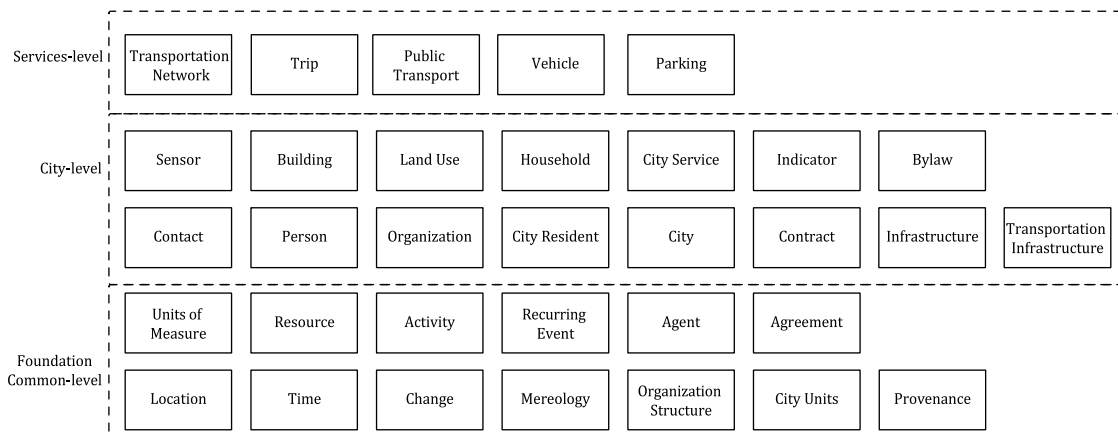 Services-level
Transportation
Network
Trip
Public
Transport
Vehicle
Parking
City-level
Sensor
Building
Land Use
Household
City Service
Indicator
Bylaw
Contact
Person
Organization
City Resident
City
Contract
Infrastructure
Transportation
Infrastructure
Foundation
Common-level
Units of
Measure
Resource
Activity
Recurring
Event
Agent
Agreement
Location
Time
Change
Mereology
Organization
Structure
City Units
Provenance